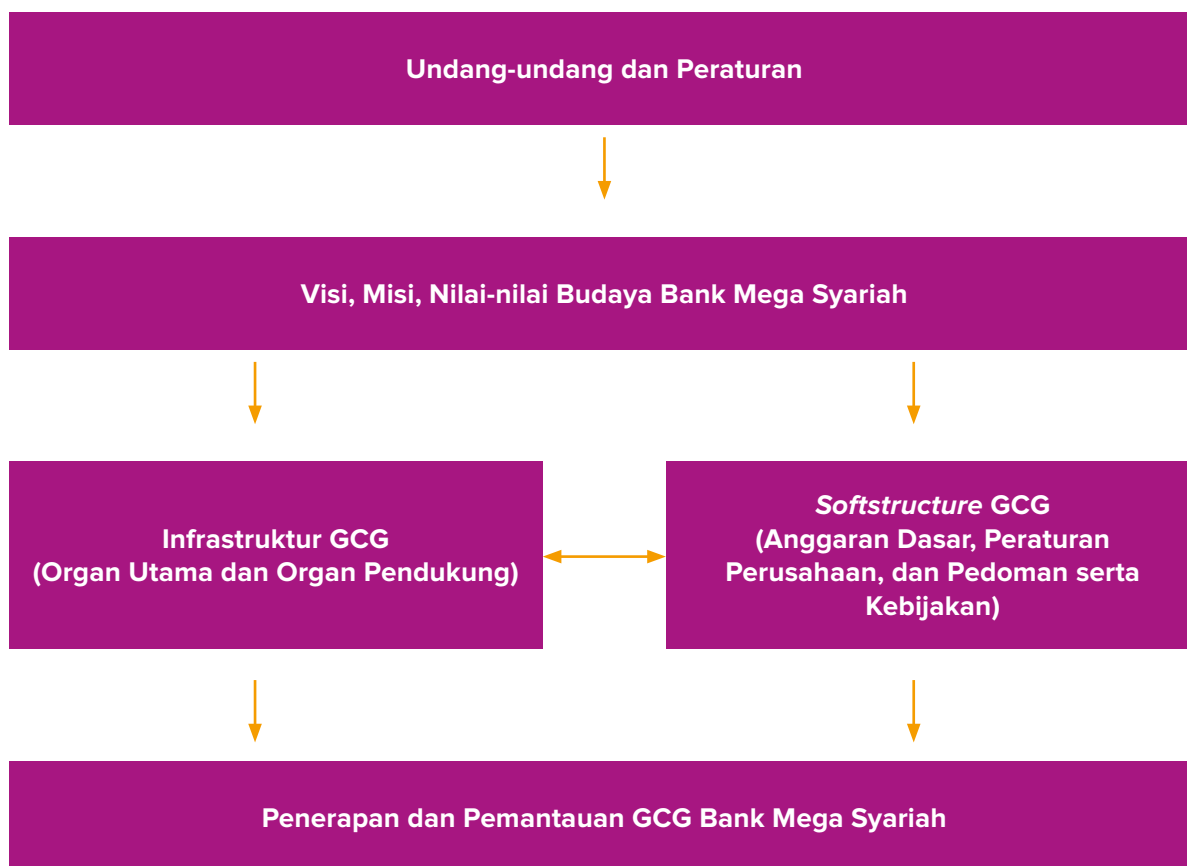 Undang-undang dan Peraturan
Visi, Misi, Nilai-nilai Budaya Bank Mega Syariah
Infrastruktur GCG
(Organ Utama dan Organ Pendukung)
Softstructure GCG
(Anggaran Dasar, Peraturan
Perusahaan, dan Pedoman serta
Kebijakan)
Penerapan dan Pemantauan GCG Bank Mega Syariah